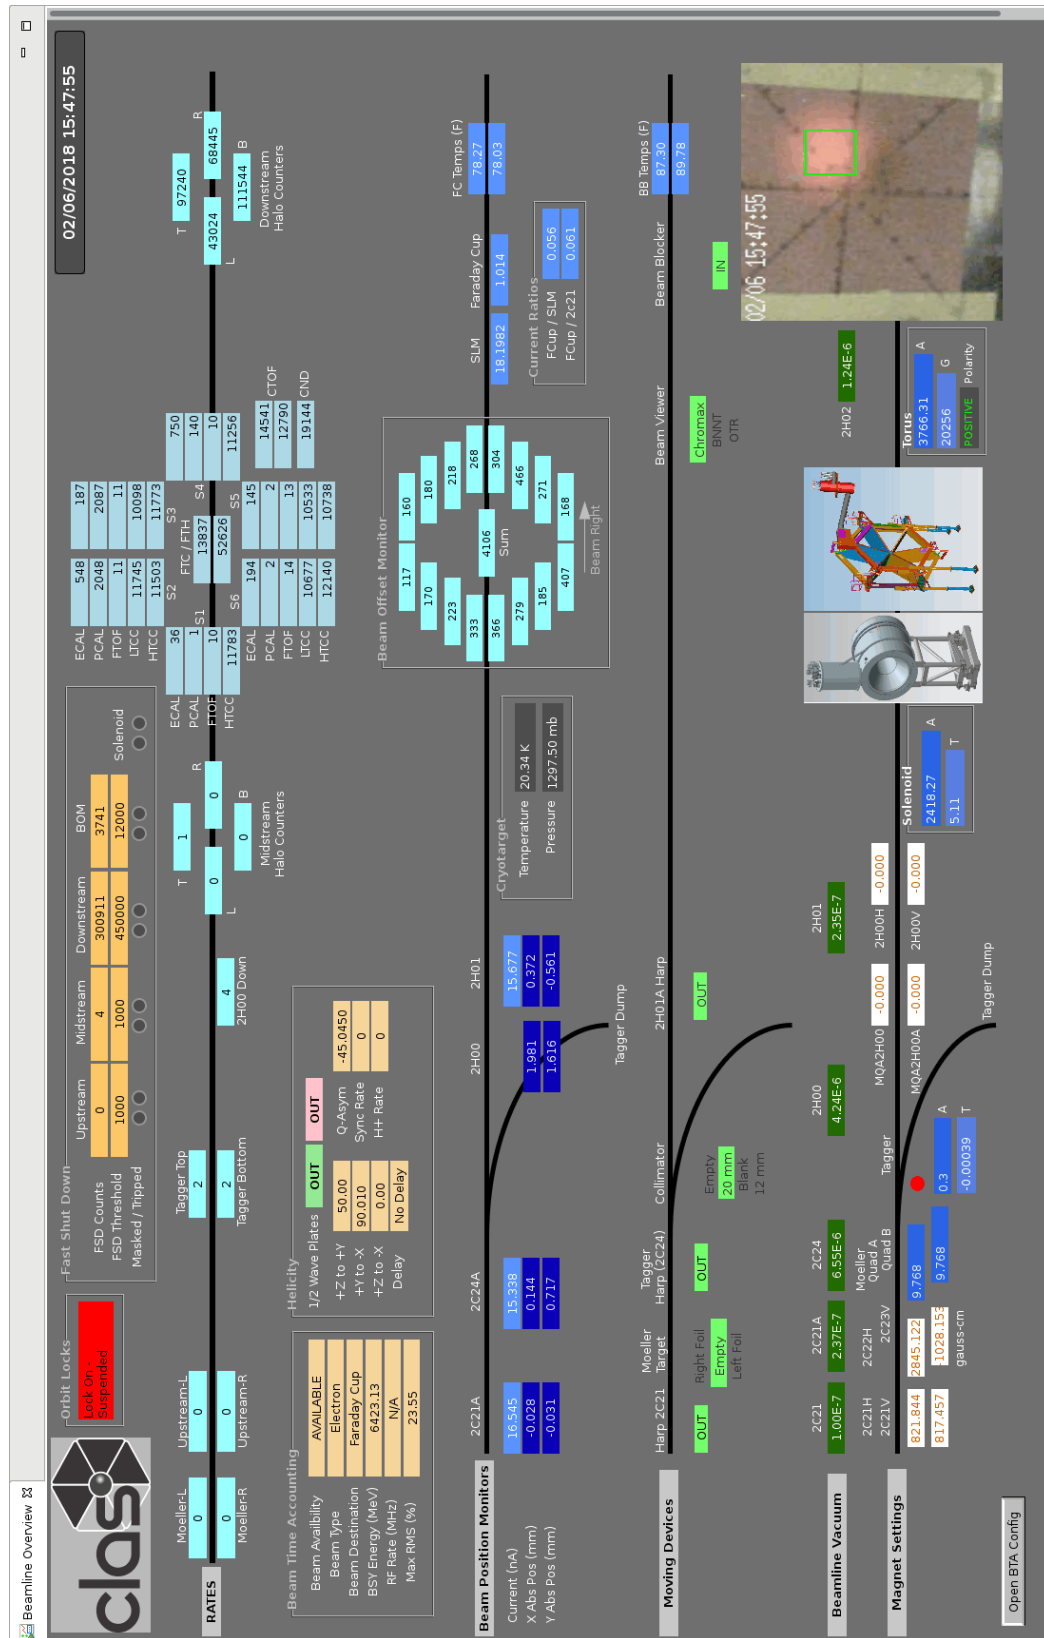 Beamline Overview
clas
Orbit Locks
Lock On -
Suspended
Fast Shut Down
Upstream Midstream Downstream BOM Solenoid
FSD Counts 0 4 300911 3741
FSD Threshold 1000 1000 450000 12000
Masked / Tripped
02/06/2018 15:47:55
RATES
Moeller-L
0
0
Moeller-R
Upstream-L
0
0
Upstream-R
Tagger Top
2
2
Tagger Bottom
4
2H00 Down
T 1
L 0 0 R
0 B
Midstream
Halo Counters
ECAL 548 187
PCAL 2048 2087
FTOF 11 11
LTCC 11745 10098
HTCC 11503 11773
S2 S3
ECAL 36 750
PCAL 1 140
FTOF 10 10
HTCC 11783 11256
S1 S4
FTC / FTH
13837
52626
S6 S5
ECAL 194 145
PCAL 2 2
FTOF 14 13
LTCC 10677 10533
HTCC 12140 10738
14541 CTOF
12790
19144 CND
T 97240
L 43024 68445 R
111544 B
Downstream
Halo Counters
Beam Time Accounting
Beam Availbility AVAILABLE
Beam Type Electron
Beam Destination Faraday Cup
BSY Energy (MeV) 6423.13
RF Rate (MHz) N/A
Max RMS (%) 23.55
Helicity
1/2 Wave Plates OUT OUT
+Z to +Y 50.00 Q-Asym -45.0450
+Y to -X 90.010 Sync Rate 0
+Z to -X 0.00 H+ Rate 0
Delay No Delay
Beam Position Monitors
2C21A 2C24A 2H00 2H01
Current (nA) 16.545 15.338 15.677
X Abs Pos (mm) -0.028 0.144 1.981 0.372
Y Abs Pos (mm) -0.031 0.717 1.616 -0.561
Tagger Dump
Cryotarget
Temperature 20.34 K
Pressure 1297.50 mb
Beam Offset Monitor
117 160
170 180
223 218
333 268
4106
Sum
366 304
279 466
185 271
407 168
Beam Right
SLM
18.1982
Faraday Cup
1.014
FC Temps (F)
78.27
78.03
Current Ratios
FCup / SLM 0.056
FCup / 2c21 0.061
Moving Devices
Harp 2C21
OUT
Moeller
Target
Right Foil
Empty
Left Foil
Tagger
Harp (2C24)
OUT
Collimator
Empty
20 mm
Blank
12 mm
2H01A Harp
OUT
Beam Viewer
Chromax
BNNT
OTR
Beam Blocker
IN
BB Temps (F)
87.30
89.78
Beamline Vacuum
2C21 2C21A 2C24 2H00 2H01 2H02
1.00E-7 2.37E-7 6.55E-6 4.24E-6 2.35E-7 1.24E-6
Magnet Settings
2C21H
2C21V
821.844
817.457
2C22H
2C23V
2845.122
1028.153
gauss-cm
Moeller
Quad A
Quad B
9.768
9.768
Tagger
0.3 A
-0.00039 T
MQA2H00 -0.000
MQA2H00A -0.000
2H00H -0.000
2H00V -0.000
Tagger Dump
Solenoid
2418.27 A
5.11 T
Torus
3766.31 A
20256 G
POSITIVE Polarity
02/06 15:47:55
Open BTA Config